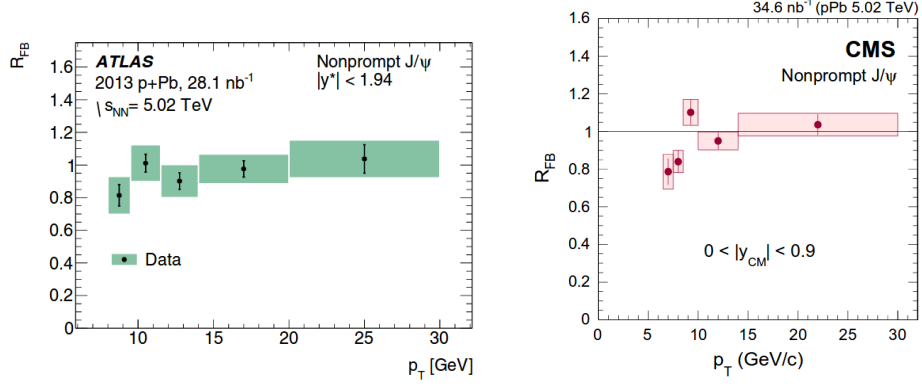 R_FB
ATLAS
2013 p+Pb, 28.1 nb⁻¹
\ s_NN= 5.02 TeV
Nonprompt J/ψ
|y*| < 1.94
Data
1.6
1.4
1.2
1
0.8
0.6
0.4
0.2
0
10 15 20 25 30
p_T [GeV]
34.6 nb⁻¹ (pPb 5.02 TeV)
R_FB
CMS
Nonprompt J/ψ
0 < |y_CM| < 0.9
1.6
1.4
1.2
1
0.8
0.6
0.4
0.2
0
0 5 10 15 20 25 30
p_T (GeV/c)